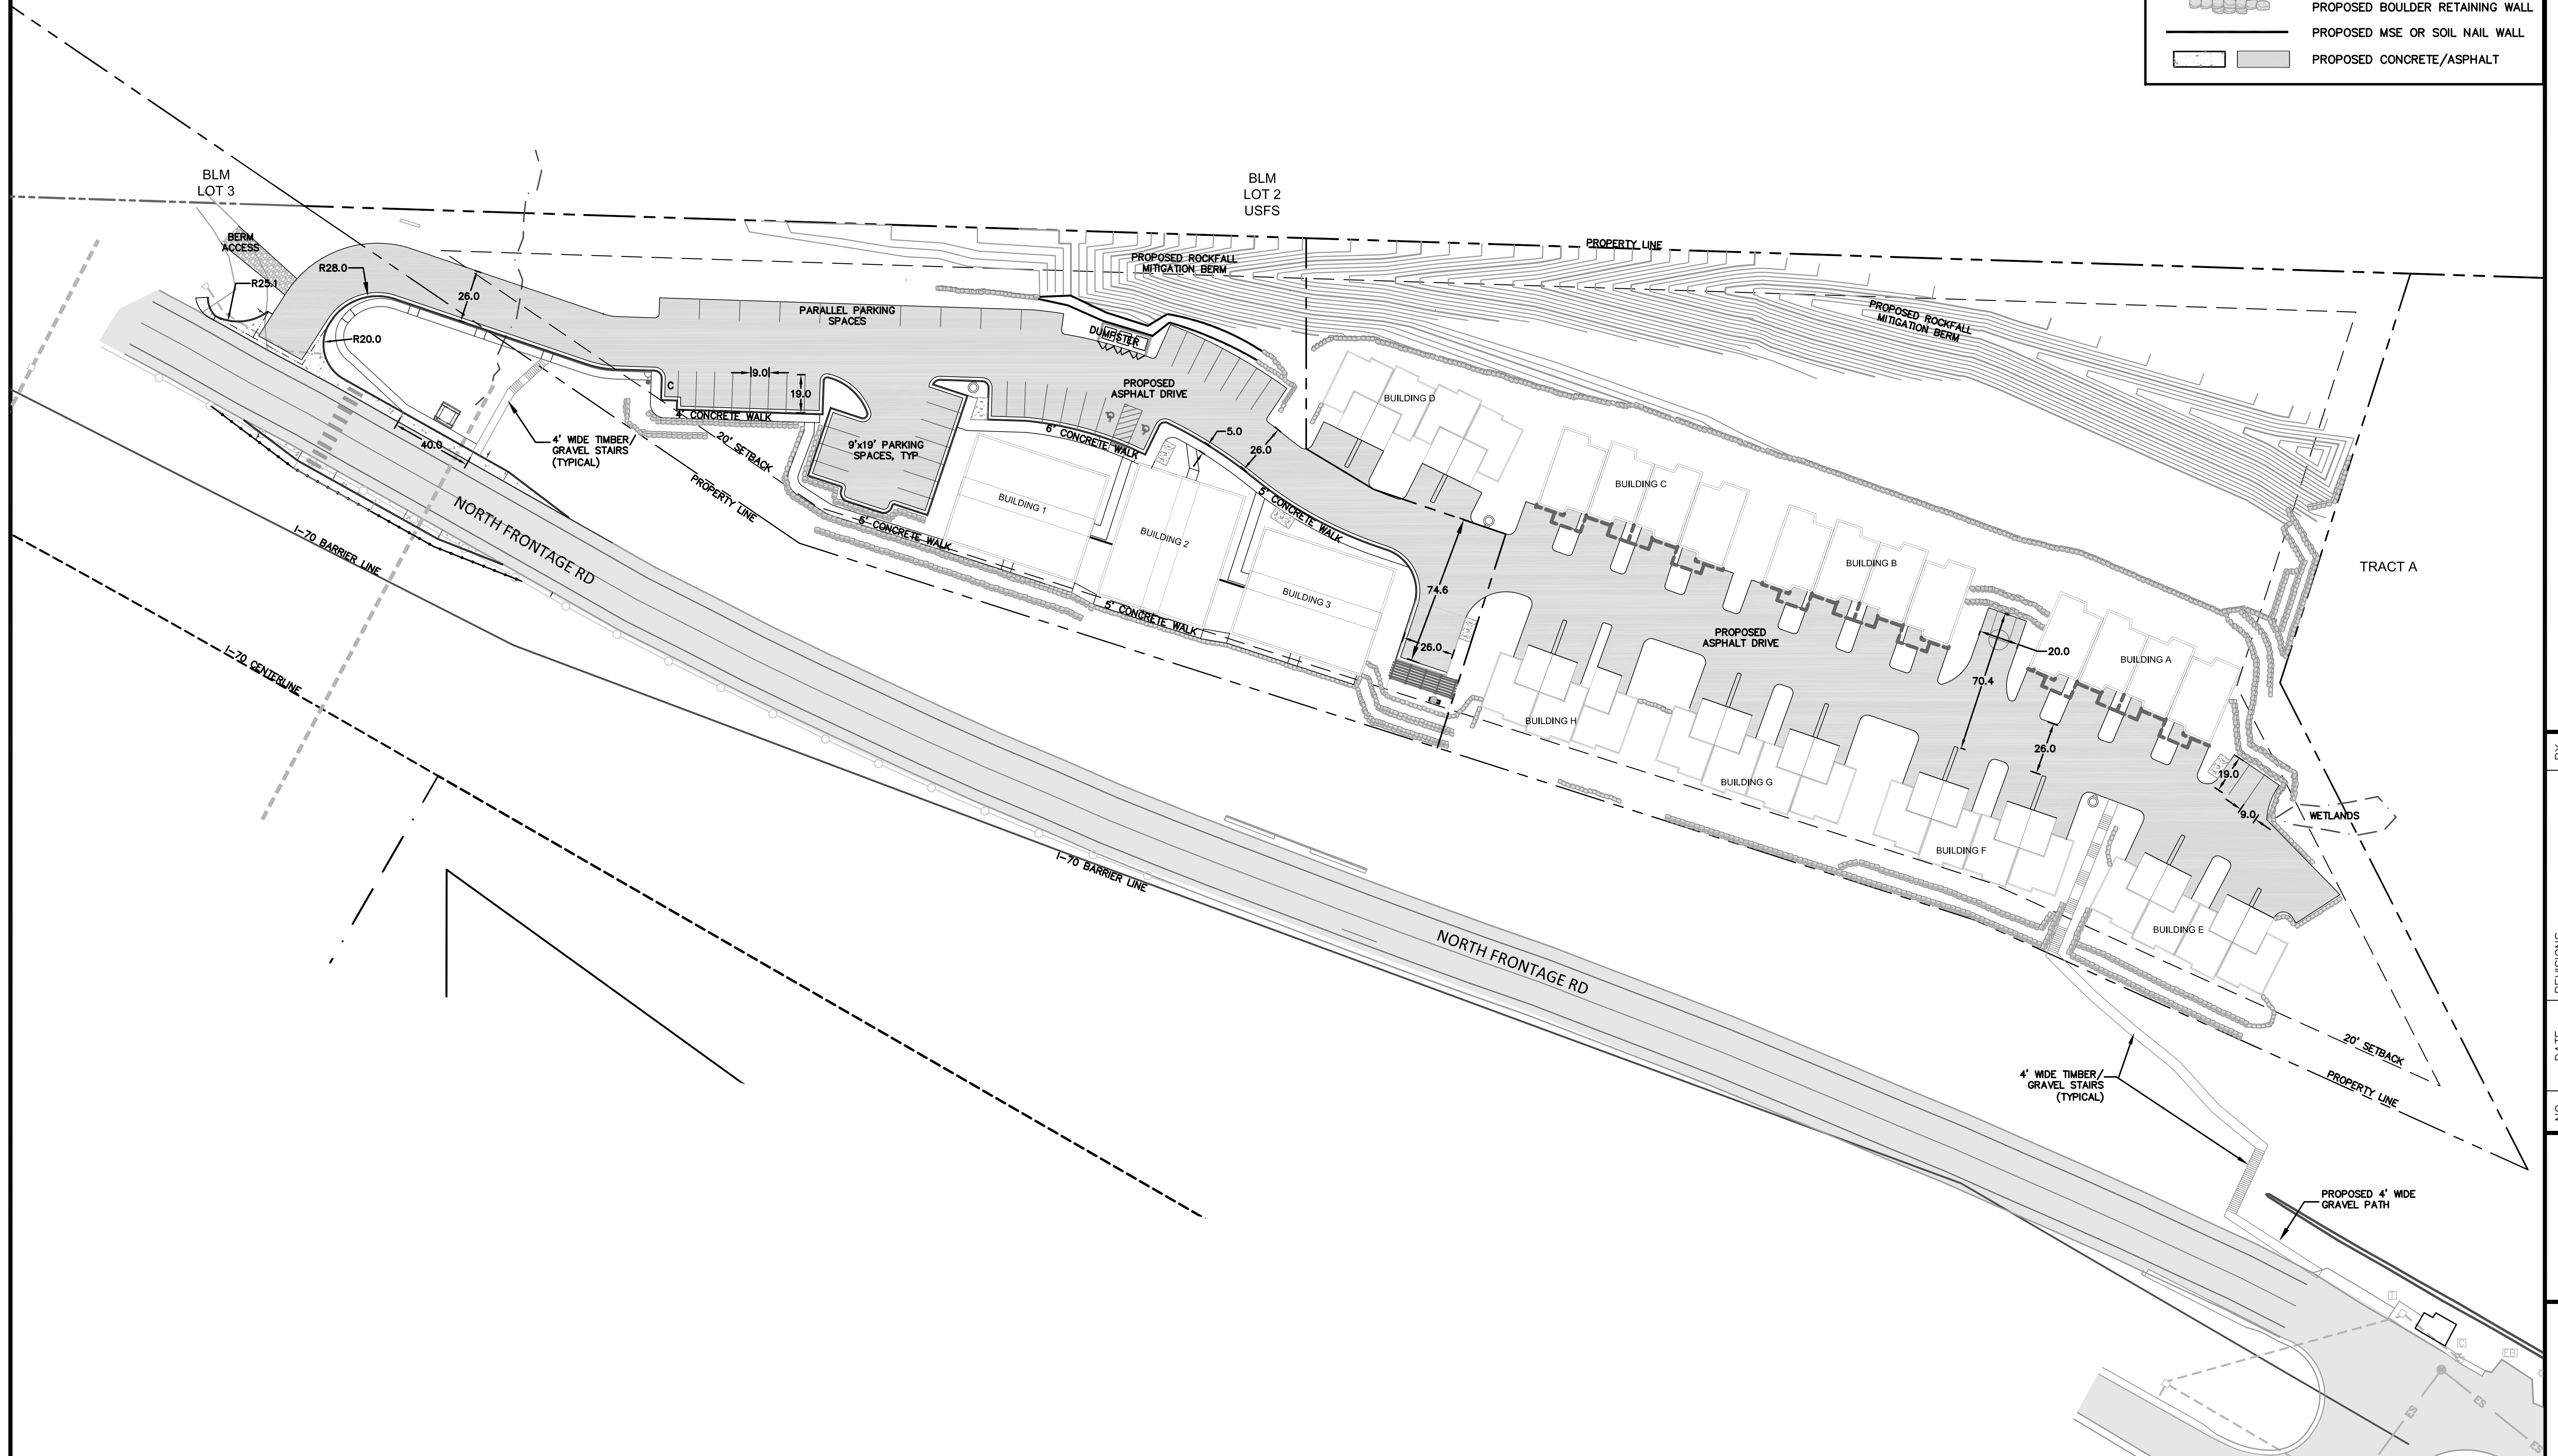 PROPOSED BOULDER RETAINING WALL
PROPOSED MSE OR SOIL NAIL WALL
PROPOSED CONCRETE/ASPHALT
BLM
LOT 3
BLM
LOT 2
USFS
BERM
ACCESS
R28.0
R25.1
26.0
R20.0
40.0
4' WIDE TIMBER/
GRAVEL STAIRS
(TYPICAL)
PARALLEL PARKING
SPACES
C
9.0
19.0
4' CONCRETE WALK
20' SETBACK
PROPERTY LINE
9'x19' PARKING
SPACES, TYP
DUMPSTER
PROPOSED ROCKFALL
MITIGATION BERM
PROPERTY LINE
PROPOSED ROCKFALL
MITIGATION BERM
PROPOSED
ASPHALT DRIVE
6' CONCRETE WALK
5.0
26.0
5' CONCRETE WALK
BUILDING 1
BUILDING 2
BUILDING 3
5' CONCRETE WALK
5' CONCRETE WALK
74.6
26.0
BUILDING D
BUILDING C
BUILDING B
BUILDING A
PROPOSED
ASPHALT DRIVE
20.0
70.4
26.0
19.0
9.0
WETLANDS
TRACT A
BUILDING H
BUILDING G
BUILDING F
BUILDING E
NORTH FRONTAGE RD
I-70 BARRIER LINE
I-70 CENTERLINE
I-70 BARRIER LINE
NORTH FRONTAGE RD
20' SETBACK
PROPERTY LINE
4' WIDE TIMBER/
GRAVEL STAIRS
(TYPICAL)
PROPOSED 4' WIDE
GRAVEL PATH
T
C
EB
ES
ES